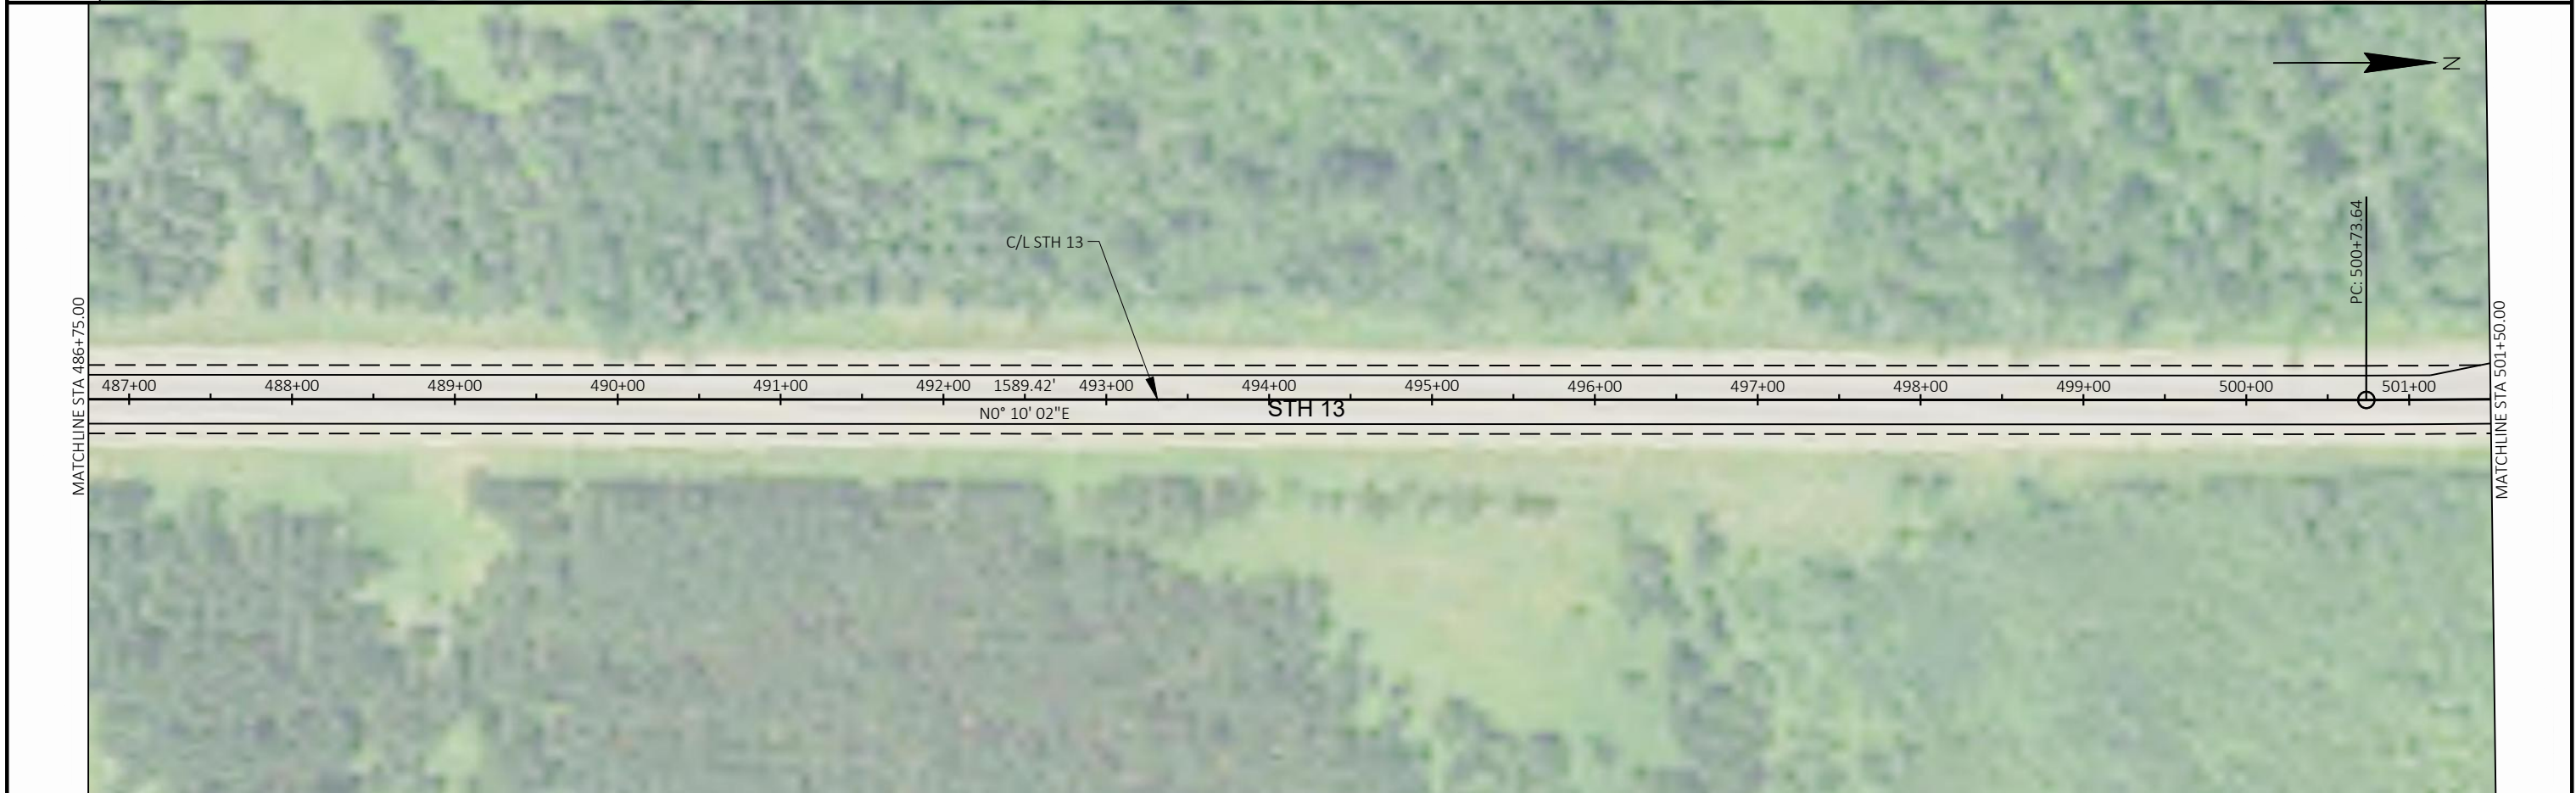 N
PC: 500+73.64
C/L STH 13
MATCHLINE STA 486+75.00
MATCHLINE STA 501+50.00
487+00 488+00 489+00 490+00 491+00 492+00 1589.42' 493+00 494+00 495+00 496+00 497+00 498+00 499+00 500+00 501+00
N0° 10' 02"E STH 13